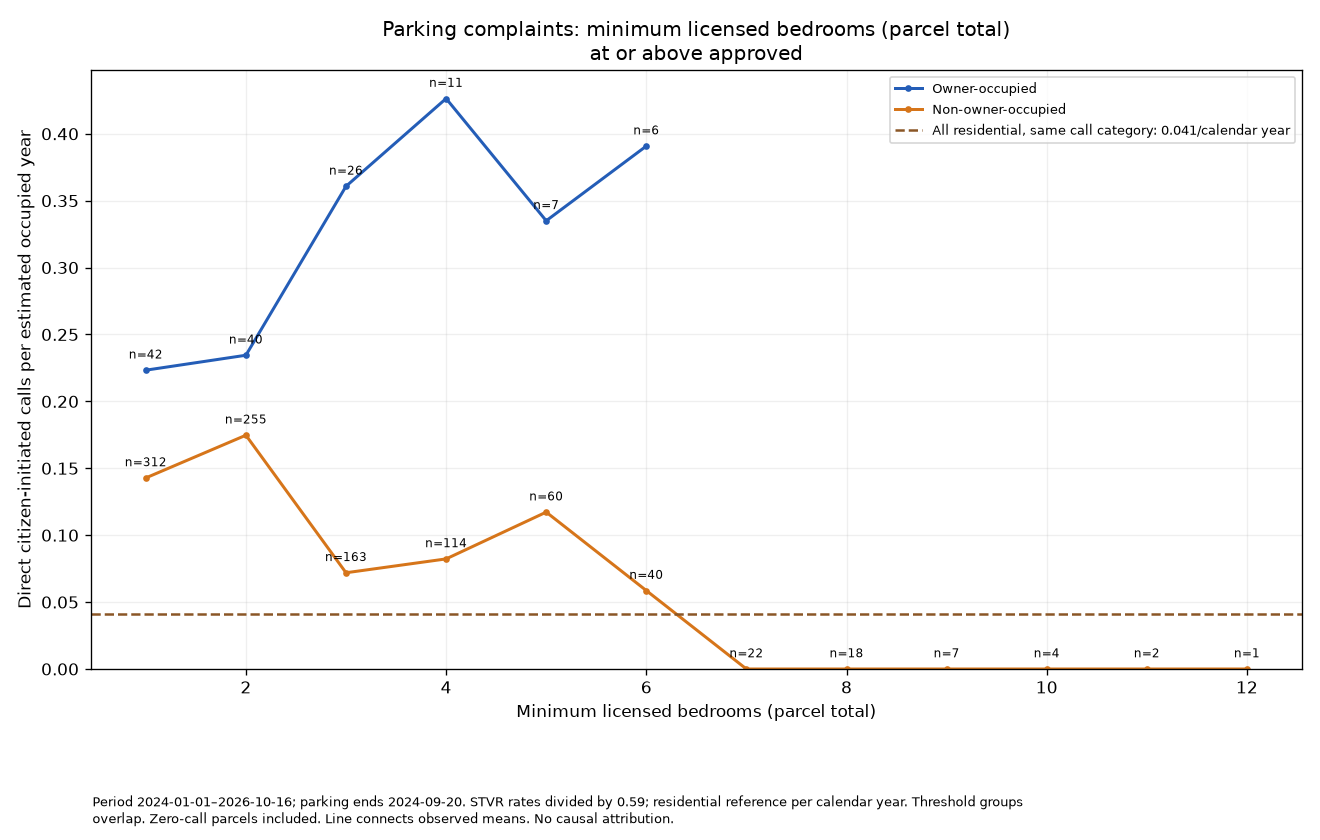 Parking complaints: minimum licensed bedrooms (parcel total)
at or above approved
Direct citizen-initiated calls per estimated occupied year
0.40
0.35
0.30
0.25
0.20
0.15
0.10
0.05
0.00
n=42
n=40
n=26
n=11
n=7
n=6
n=312
n=255
n=163
n=114
n=60
n=40
n=22
n=18
n=7
n=4
n=2
n=1
Owner-occupied
Non-owner-occupied
All residential, same call category: 0.041/calendar year
2
4
6
8
10
12
Minimum licensed bedrooms (parcel total)
Period 2024-01-01–2026-10-16; parking ends 2024-09-20. STVR rates divided by 0.59; residential reference per calendar year. Threshold groups
overlap. Zero-call parcels included. Line connects observed means. No causal attribution.